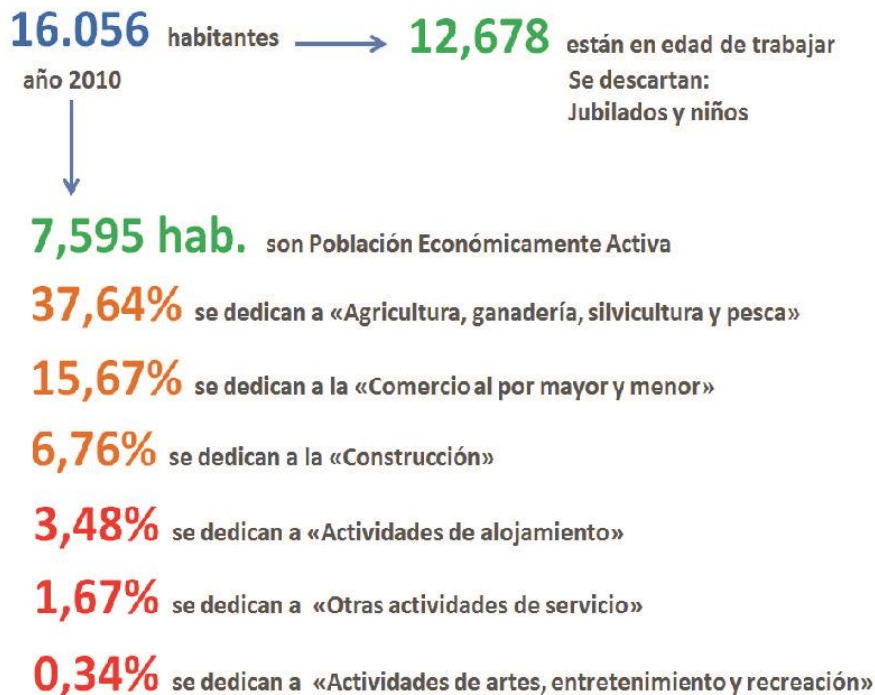 16.056 habitantes 12,678 están en edad de trabajar
año 2010 Se descartan:
Jubilados y niños
7,595 hab. son Población Económicamente Activa
37,64% se dedican a «Agricultura, ganadería, silvicultura y pesca»
15,67% se dedican a la «Comercio al por mayor y menor»
6,76% se dedican a la «Construcción»
3,48% se dedican a «Actividades de alojamiento»
1,67% se dedican a «Otras actividades de servicio»
0,34% se dedican a «Actividades de artes, entretenimiento y recreación»